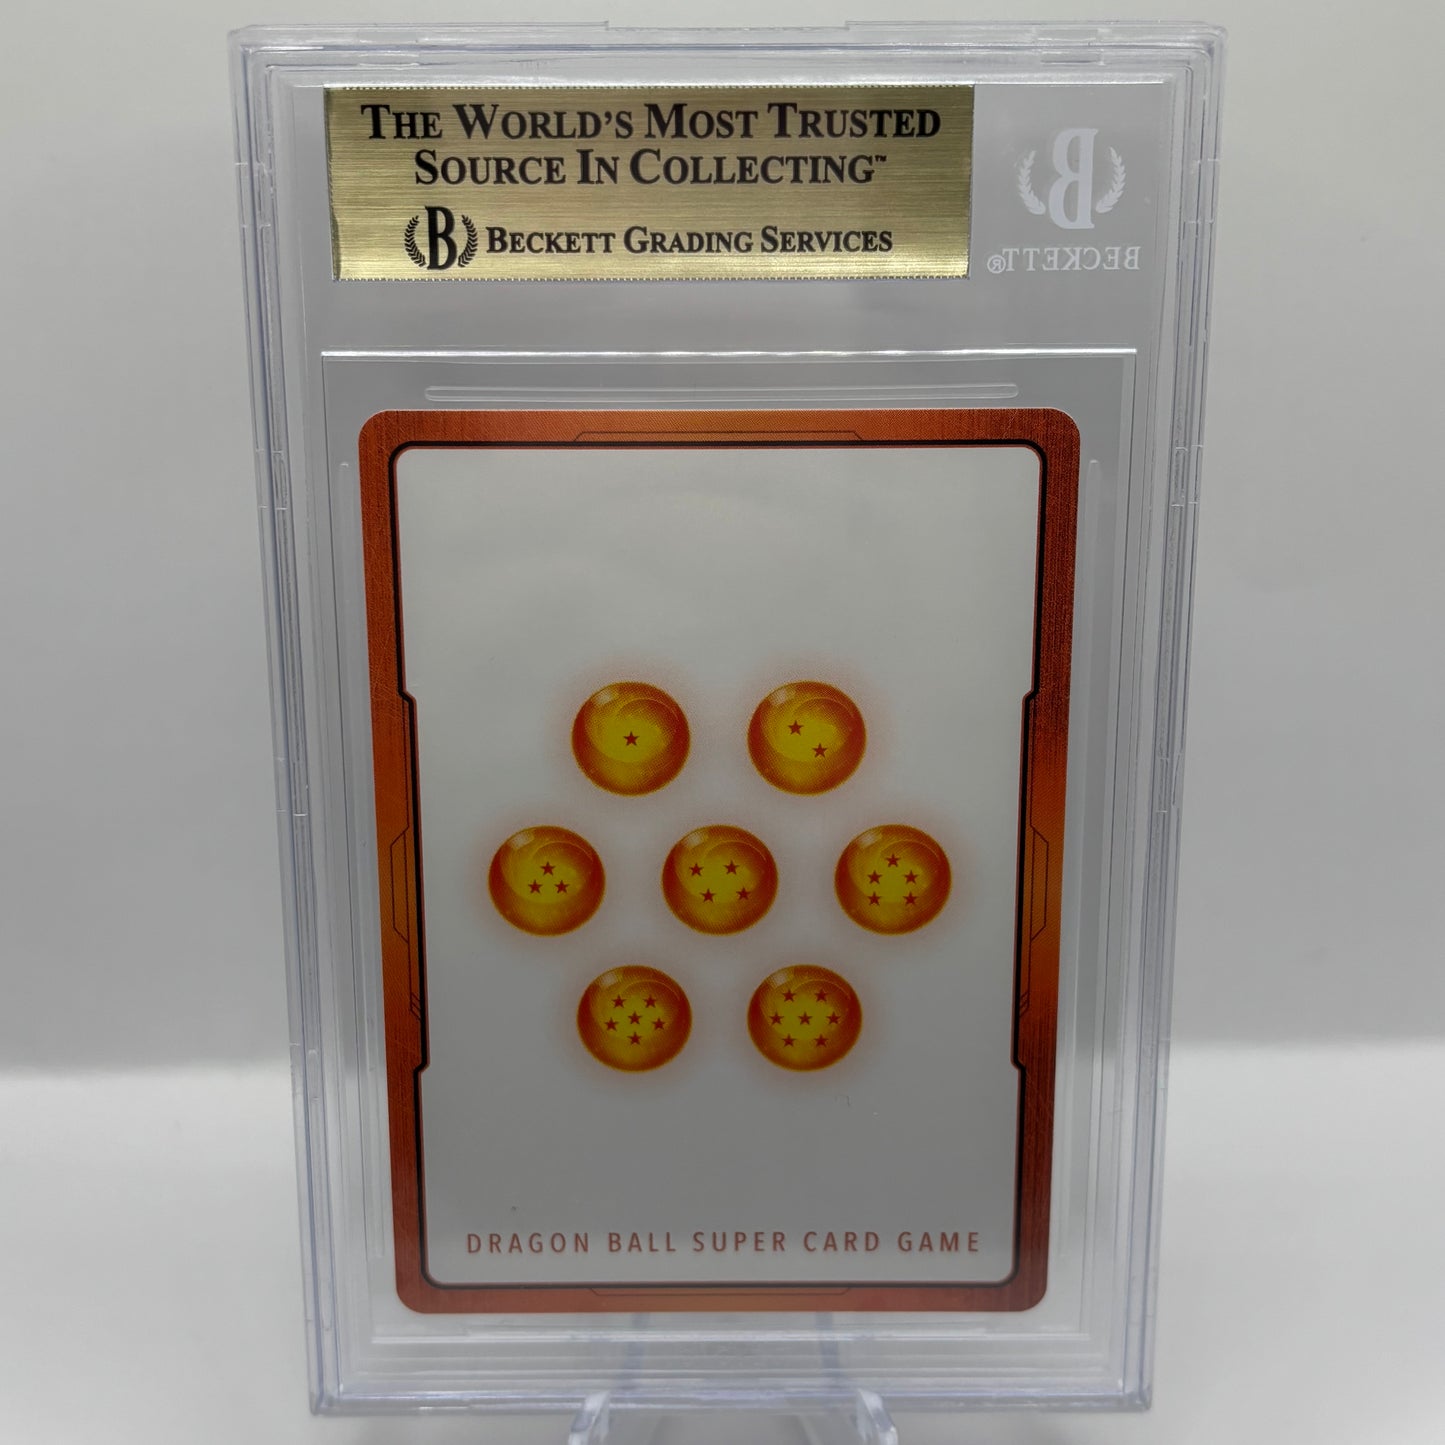 THE WORLD'S MOST TRUSTED
SOURCE IN COLLECTING™
B BECKETT GRADING SERVICES
B
BECKETT®
DRAGON BALL SUPER CARD GAME